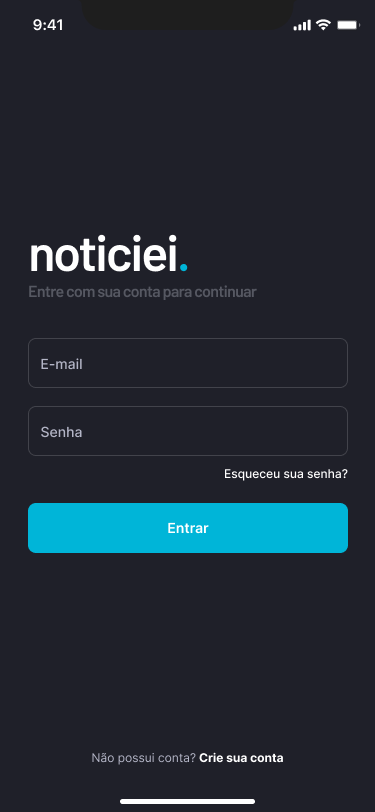 9:41
noticiei.
Entre com sua conta para continuar
E-mail
Senha
Esqueceu sua senha?
Entrar
Não possui conta? Crie sua conta